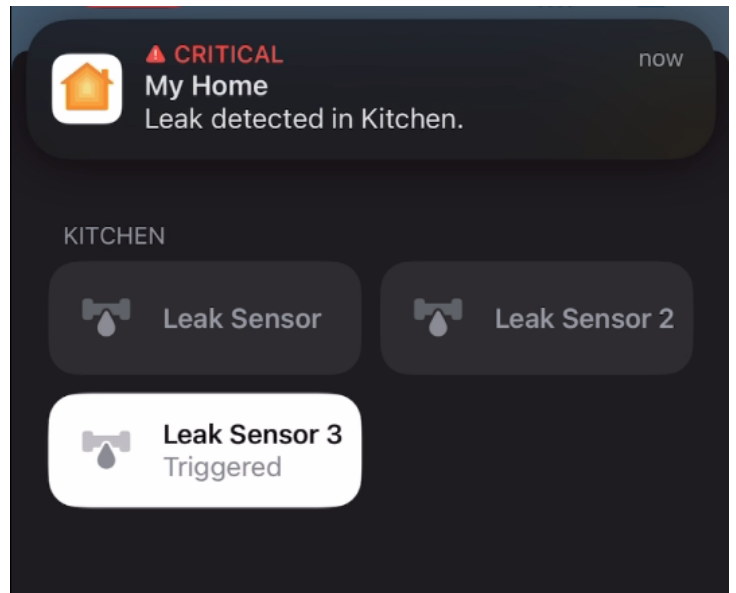 CRITICAL
now
My Home
Leak detected in Kitchen.
KITCHEN
Leak Sensor
Leak Sensor 2
Leak Sensor 3
Triggered